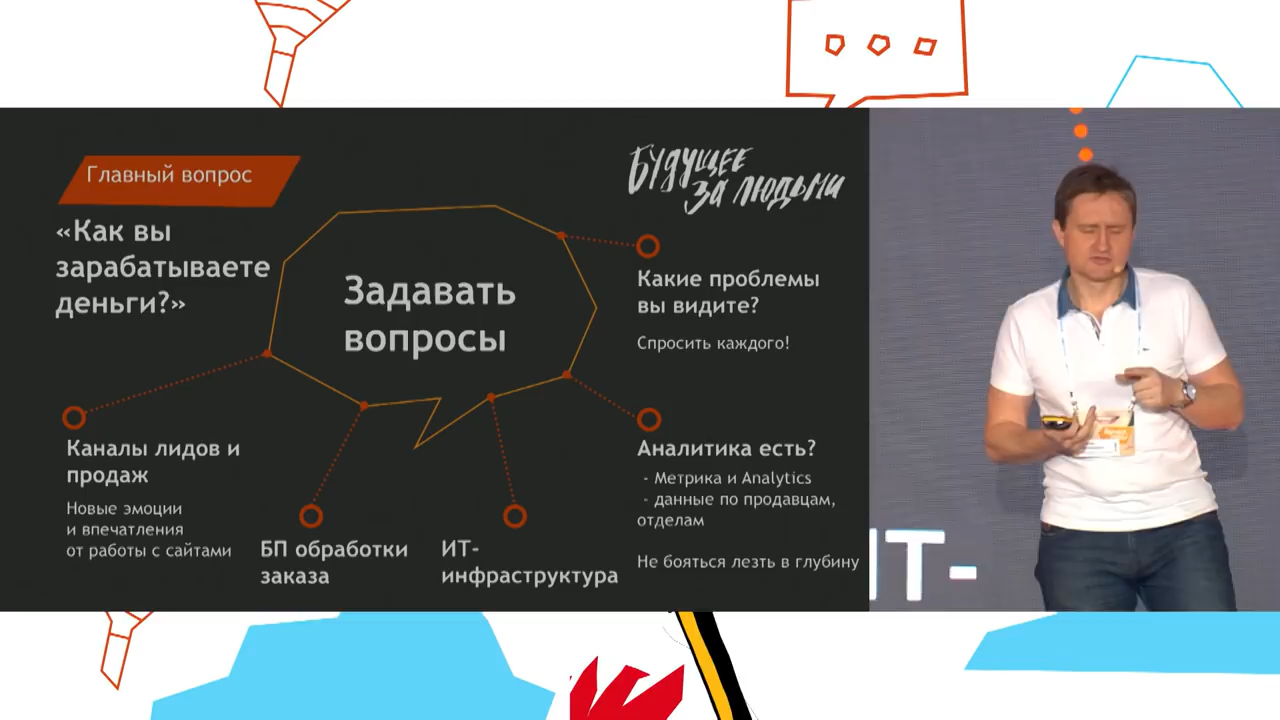 Главный вопрос
«Как вы
зарабатываете
деньги?»
БУДУЩЕЕ
ЗА ЛЮДЬМИ
Задавать
вопросы
Какие проблемы
вы видите?
Спросить каждого!
Каналы лидов и
продаж
Новые эмоции
и впечатления
от работы с сайтами
БП обработки
заказа
ИТ-
инфраструктура
Аналитика есть?
- Метрика и Analytics
- данные по продавцам,
отделам
Не бояться лезть в глубину
ИТ-